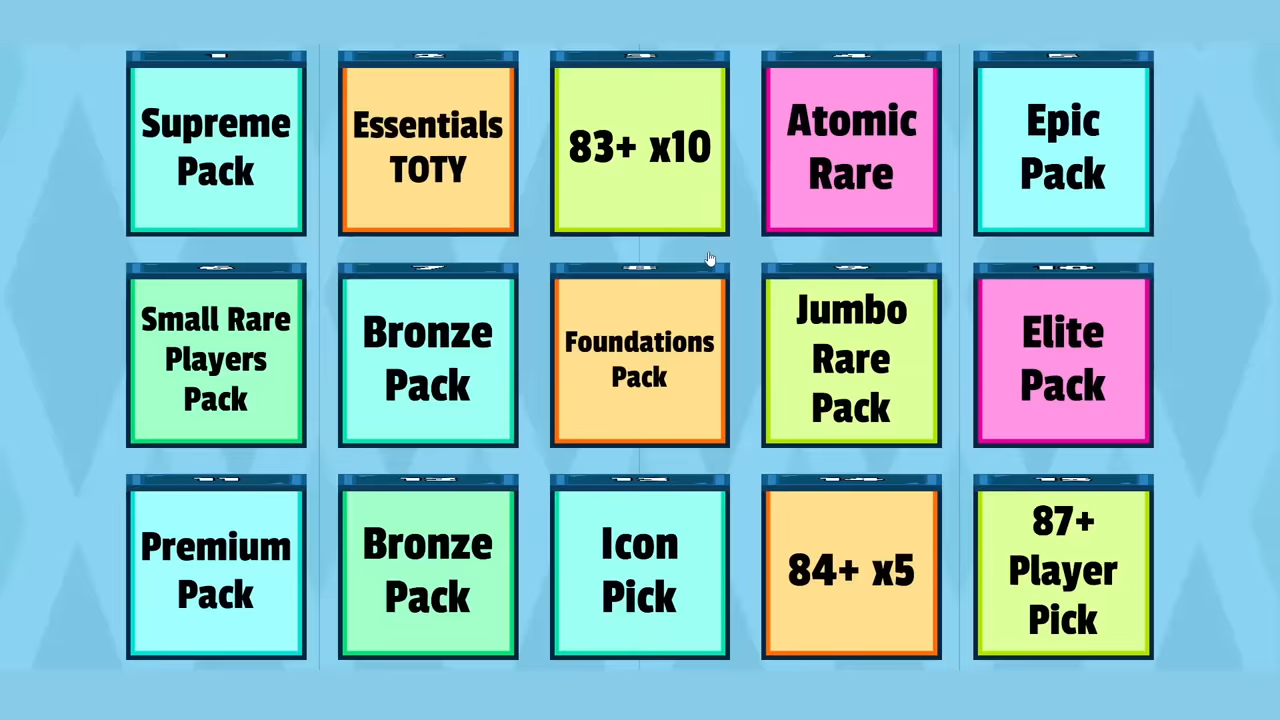 Supreme
Pack
Essentials
TOTY
83+ x10
Atomic
Rare
Epic
Pack
Small Rare
Players
Pack
Bronze
Pack
Foundations
Pack
Jumbo
Rare
Pack
Elite
Pack
Premium
Pack
Bronze
Pack
Icon
Pick
84+ x5
87+
Player
Pick